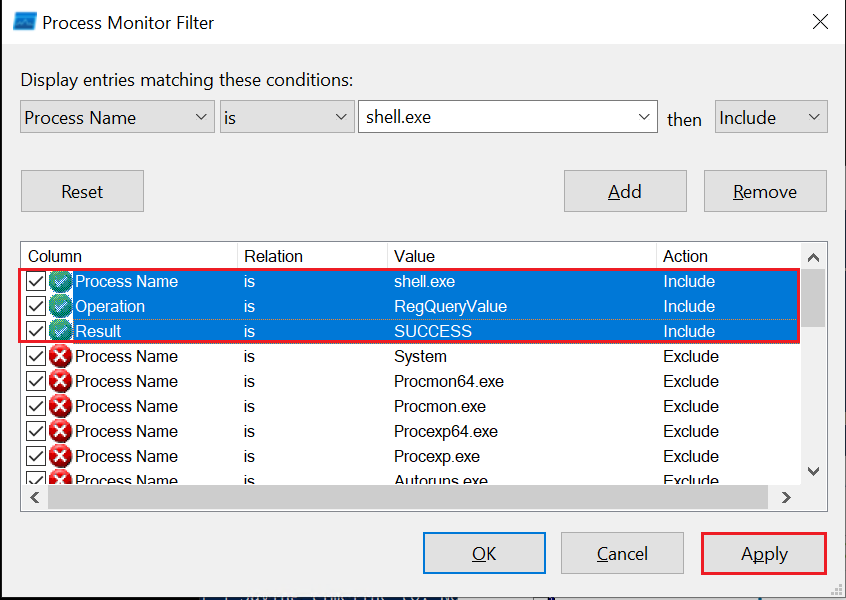 Process Monitor Filter
Display entries matching these conditions:
Process Name is shell.exe then Include
Reset Add Remove
Column Relation Value Action
Process Name is shell.exe Include
Operation is RegQueryValue Include
Result is SUCCESS Include
Process Name is System Exclude
Process Name is Procmon64.exe Exclude
Process Name is Procmon.exe Exclude
Process Name is Procexp64.exe Exclude
Process Name is Procexp.exe Exclude
Process Name is Autoruns.exe Exclude
OK Cancel Apply